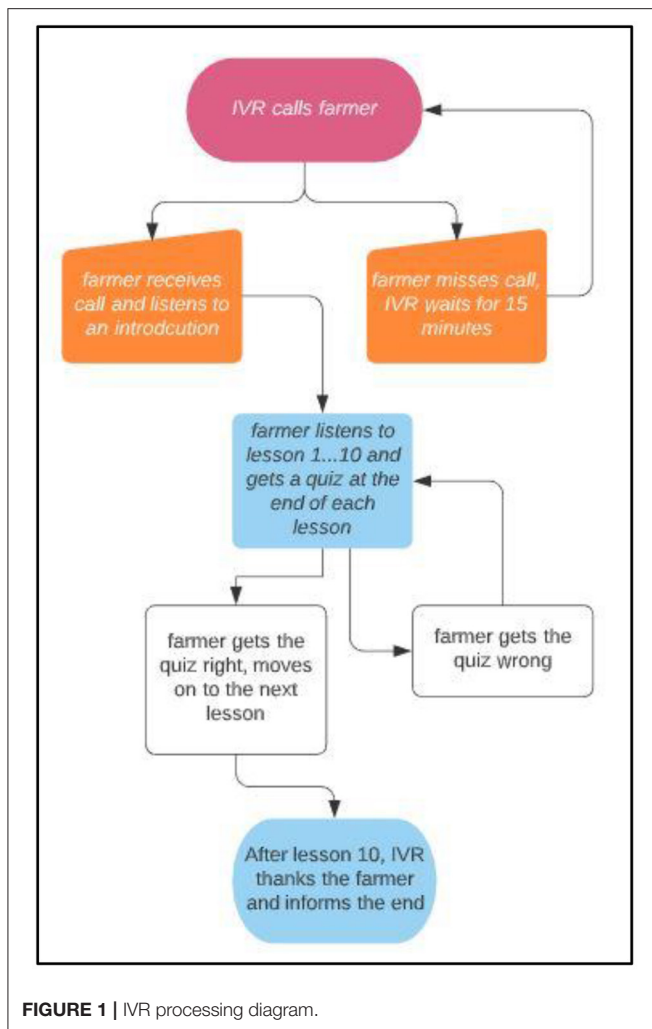 IVR calls farmer
farmer receives
call and listens to
an introdcution
farmer misses call,
IVR waits for 15
minutes
farmer listens to
lesson 1...10 and
gets a quiz at the
end of each
lesson
farmer gets the
quiz right, moves
on to the next
lesson
farmer gets the
quiz wrong
After lesson 10, IVR
thanks the farmer
and informs the end
FIGURE 1 | IVR processing diagram.